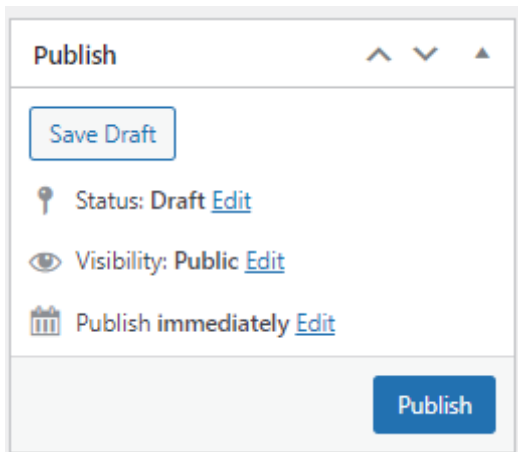 Publish
Save Draft
Status: Draft Edit
Visibility: Public Edit
Publish immediately Edit
Publish